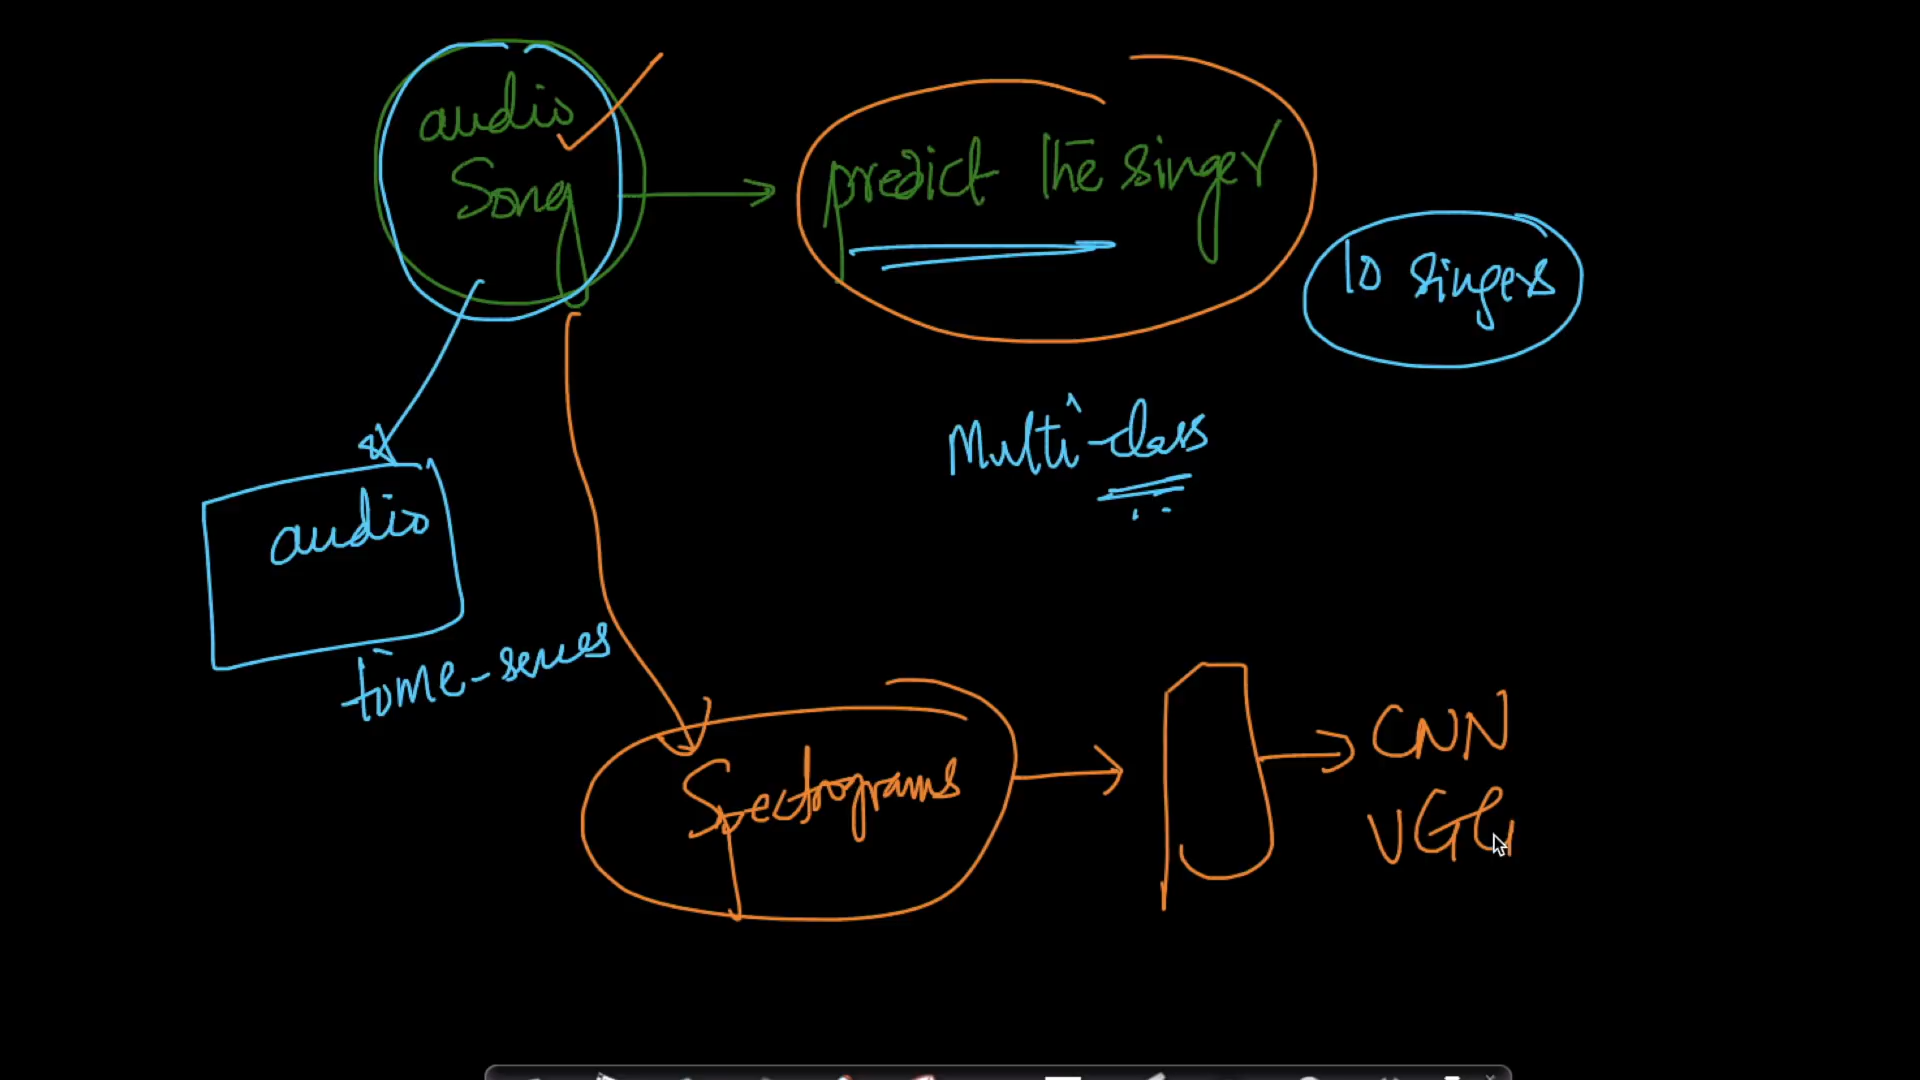 audio
Song
predict the singer
10 singers
Multi-class
audio
time-series
Spectrograms
CNN
VGG